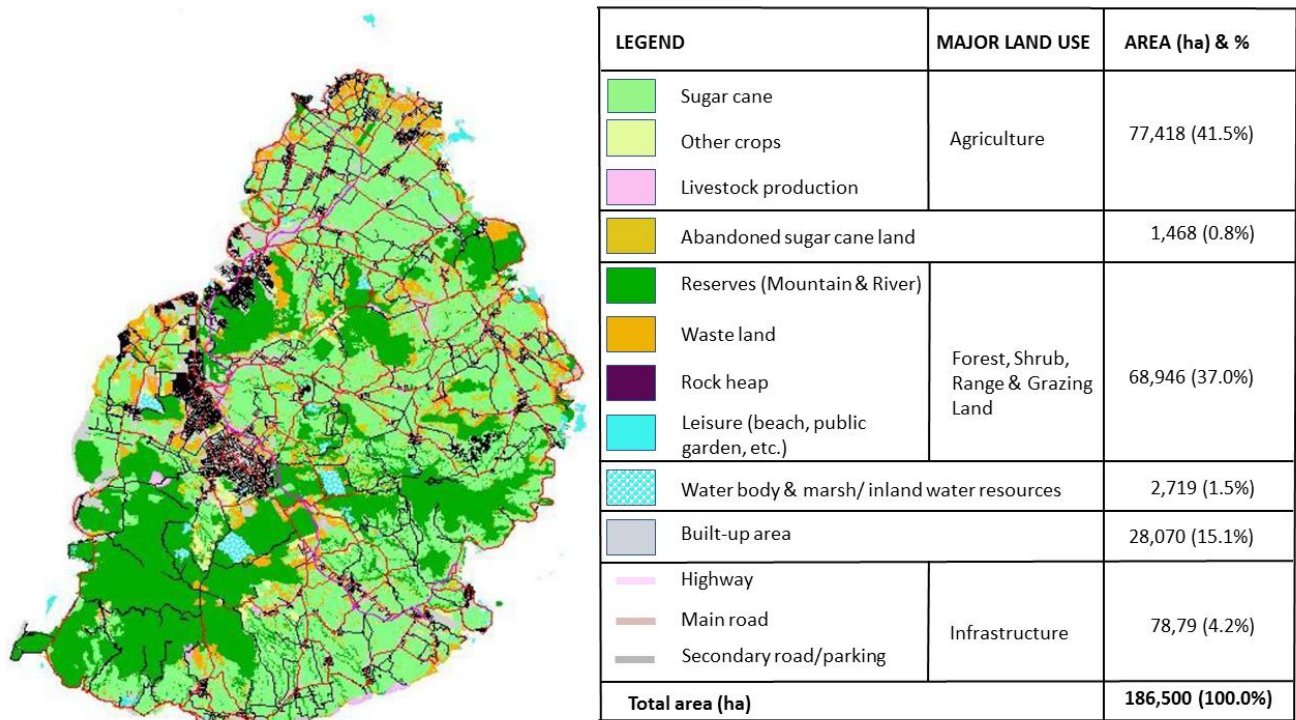 LEGEND MAJOR LAND USE AREA (ha) & %
Sugar cane
Other crops
Livestock production
Agriculture
77,418 (41.5%)
Abandoned sugar cane land
1,468 (0.8%)
Reserves (Mountain & River)
Waste land
Rock heap
Leisure (beach, public
garden, etc.)
Forest, Shrub,
Range & Grazing
Land
68,946 (37.0%)
Water body & marsh/ inland water resources
2,719 (1.5%)
Built-up area
28,070 (15.1%)
Highway
Main road
Secondary road/parking
Infrastructure
78,79 (4.2%)
Total area (ha)
186,500 (100.0%)